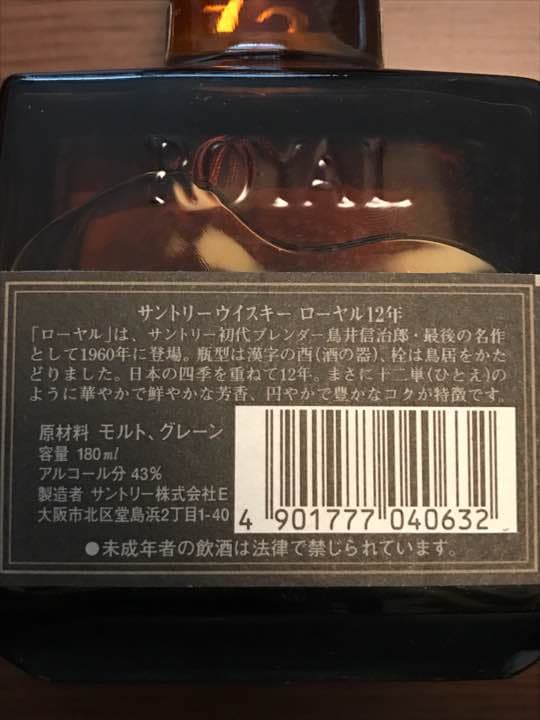 ROYAL
サントリーウイスキー ローヤル12年
「ローヤル」は、サントリー初代ブレンダー鳥井信治郎・最後の名作
として1960年に登場。瓶型は漢字の酉(酒の器)、栓は鳥居をかた
どりました。日本の四季を重ねて12年。まさに十二単(ひとえ)の
ように華やかで鮮やかな芳香、円やかで豊かなコクが特徴です。
原材料 モルト、グレーン
容量 180ml
アルコール分 43%
製造者 サントリー株式会社E
大阪市北区堂島浜2丁目1-40
4 901777 040632
●未成年者の飲酒は法律で禁じられています。